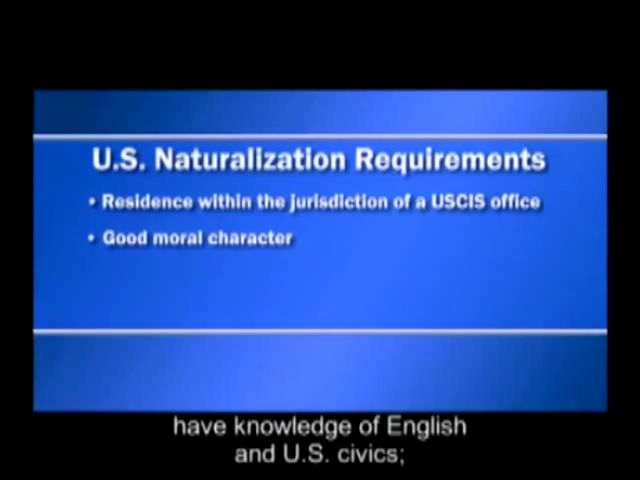 U.S. Naturalization Requirements
• Residence within the jurisdiction of a USCIS office
• Good moral character
have knowledge of English
and U.S. civics;